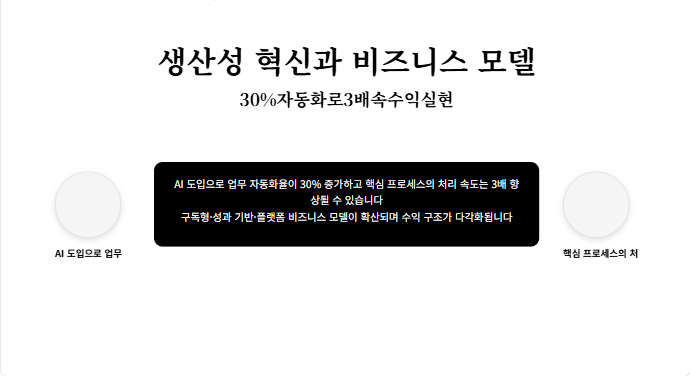 생산성 혁신과 비즈니스 모델
30%자동화로3배속수익실현
AI 도입으로 업무 자동화율이 30% 증가하고 핵심 프로세스의 처리 속도는 3배 향
상될 수 있습니다
구독형·성과 기반·플랫폼 비즈니스 모델이 확산되며 수익 구조가 다각화됩니다
AI 도입으로 업무
핵심 프로세스의 처